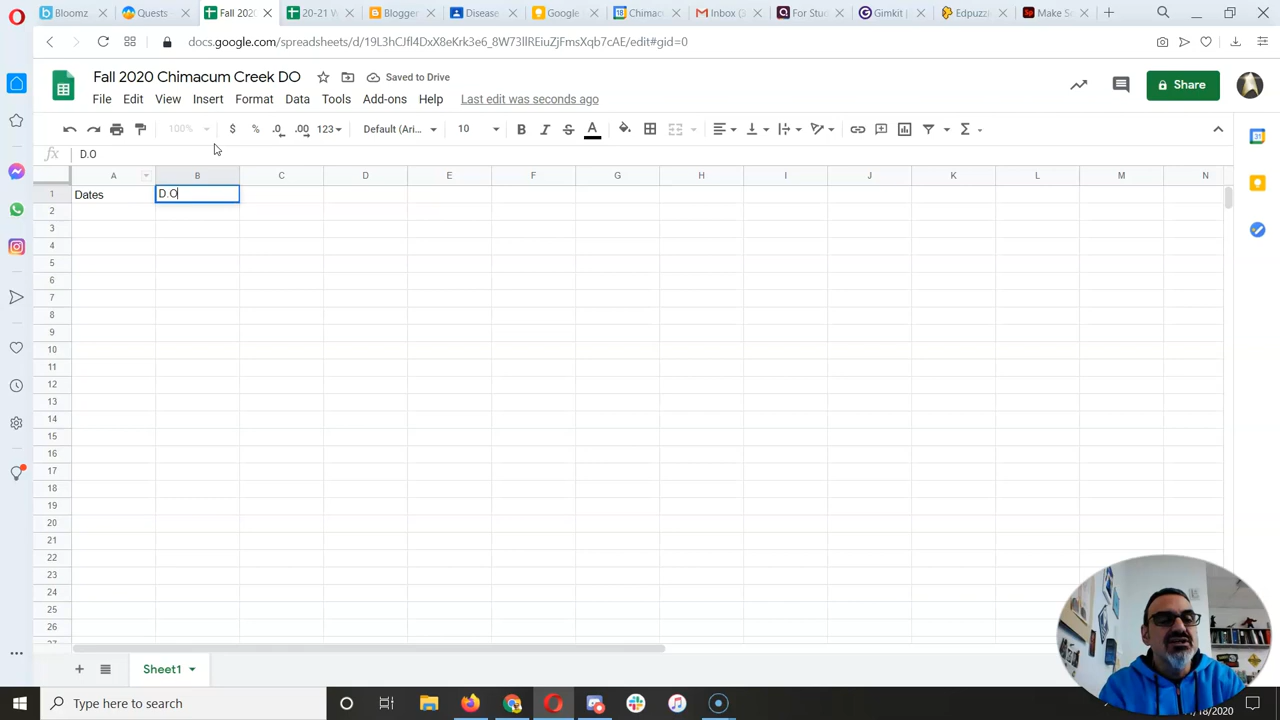 Bloomz
Quests
Fall 2020
20-21 W
Blogger
Disease
Google
Chimacu
Inbox (
For Stu
Gimkit
Edpuzz
Make S
docs.google.com/spreadsheets/d/19L3hCJfl4DxX8eKrk3e6_8W73llREiuZjFmsXqb7cAE/edit#gid=0
Fall 2020 Chimacum Creek DO
Saved to Drive
File Edit View Insert Format Data Tools Add-ons Help Last edit was seconds ago
Share
100% $ % .0 .00 123 Default (Ari... 10 B I S A
fx D.O
A B C D E F G H I J K L M N
1 Dates D.O
2
3
4
5
6
7
8
9
10
11
12
13
14
15
16
17
18
19
20
21
22
23
24
25
26
27
Sheet1
Type here to search
/18/2020